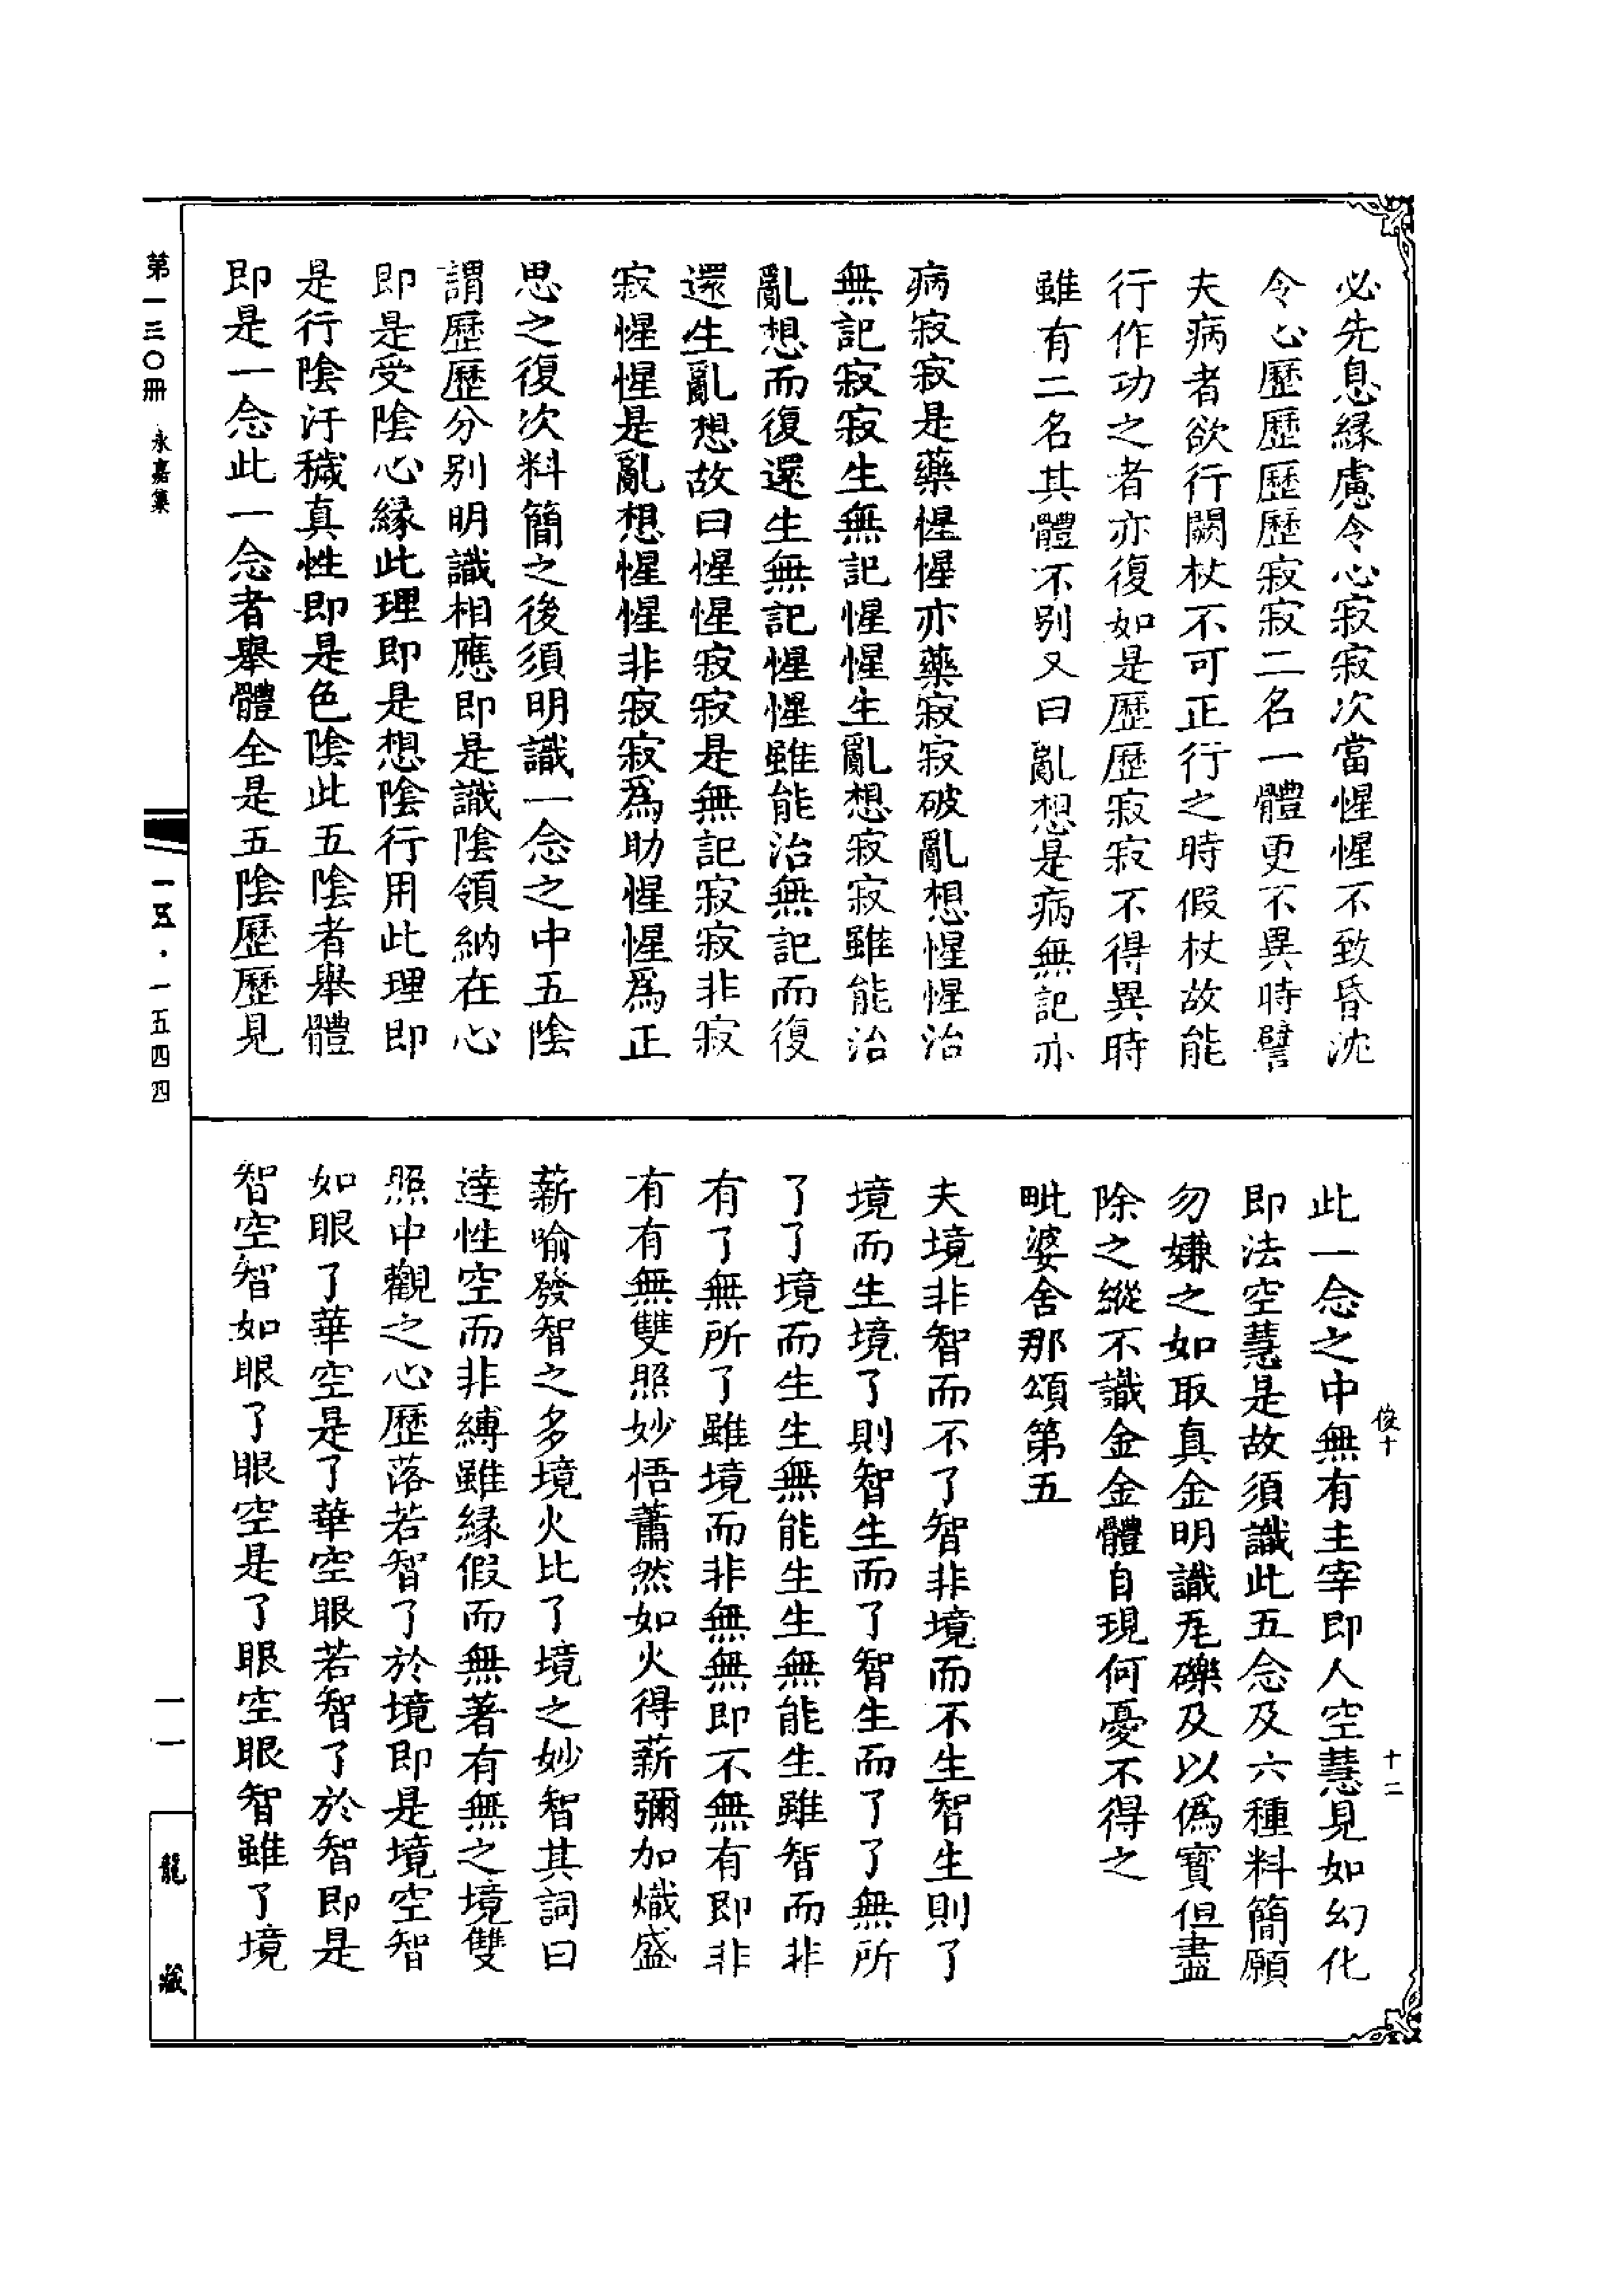 必先息緣慮令心寂寂次當惺惺不致昏沈
令心歷歷歷歷寂寂二名一體更不異時譬
夫病者欲行闕杖不可正行之時假杖故能
行作功之者亦復如是歷歷寂寂不得異時
雖有二名其體不別又曰亂想是病無記亦
病寂寂是藥惺惺亦藥寂寂破亂想惺惺治
無記寂寂生無記惺惺生亂想寂寂雖能治
亂想而復還生無記惺惺雖能治無記而復
還生亂想故曰惺惺寂寂是無記寂寂非寂
寂惺惺是亂想惺惺非寂寂為助惺惺為正
思之復次料簡之後須明識一念之中五陰
謂歷歷分別明識相應即是識陰領納在心
即是受陰心緣此理即是想陰行用此理即
是行陰汙穢真性即是色陰此五陰者舉體
即是一念此一念者舉體全是五陰歷歷見
此一念之中無有主宰即人空慧見如幻化
即法空慧是故須識此五念及六種料簡願
勿嫌之如取真金明識瓦礫及以偽寶但盡
除之縱不識金金體自現何憂不得之
毗婆舍那頌第五
夫境非智而不了智非境而不生智生則了
境而生境了則智生而了智生而了了無所
了了境而生生無能生生無能生雖智而非
有了無所了雖境而非無無即不無有即非
有有無雙照妙悟蕭然如火得薪彌加熾盛
薪喻發智之多境火比了境之妙智其詞曰
達性空而非縛雖緣假而無著有無之境雙
照中觀之心歷落若智了於境即是境空智
如眼了華空是了華空眼若智了於智即是
智空智如眼了眼空是了眼空眼智雖了境
俊十
十二
第一三〇冊 永嘉集
一五·一五四四
一一
龍藏